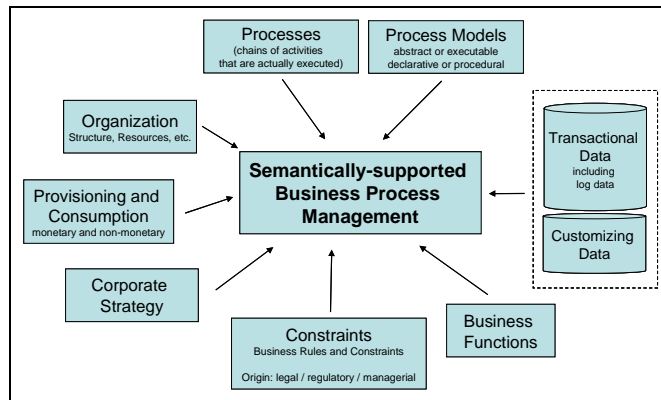 Processes
(chains of activities
that are actually executed)
Process Models
abstract or executable
declarative or procedural
Organization
Structure, Resources, etc.
Transactional
Data
including
log data
Semantically-supported
Business Process
Management
Provisioning and
Consumption
monetary and non-monetary
Customizing
Data
Corporate
Strategy
Constraints
Business Rules and Constraints
Origin: legal / regulatory / managerial
Business
Functions